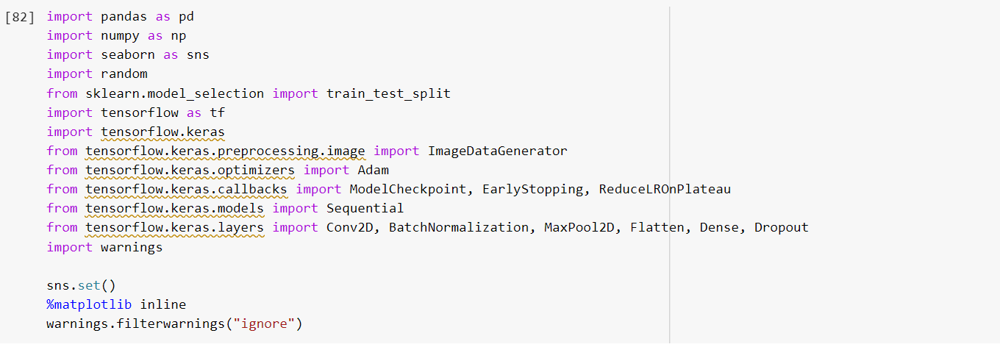 [82] import pandas as pd
import numpy as np
import seaborn as sns
import random
from sklearn.model_selection import train_test_split
import tensorflow as tf
import tensorflow.keras
from tensorflow.keras.preprocessing.image import ImageDataGenerator
from tensorflow.keras.optimizers import Adam
from tensorflow.keras.callbacks import ModelCheckpoint, EarlyStopping, ReduceLROnPlateau
from tensorflow.keras.models import Sequential
from tensorflow.keras.layers import Conv2D, BatchNormalization, MaxPool2D, Flatten, Dense, Dropout
import warnings
sns.set()
%matplotlib inline
warnings.filterwarnings("ignore")